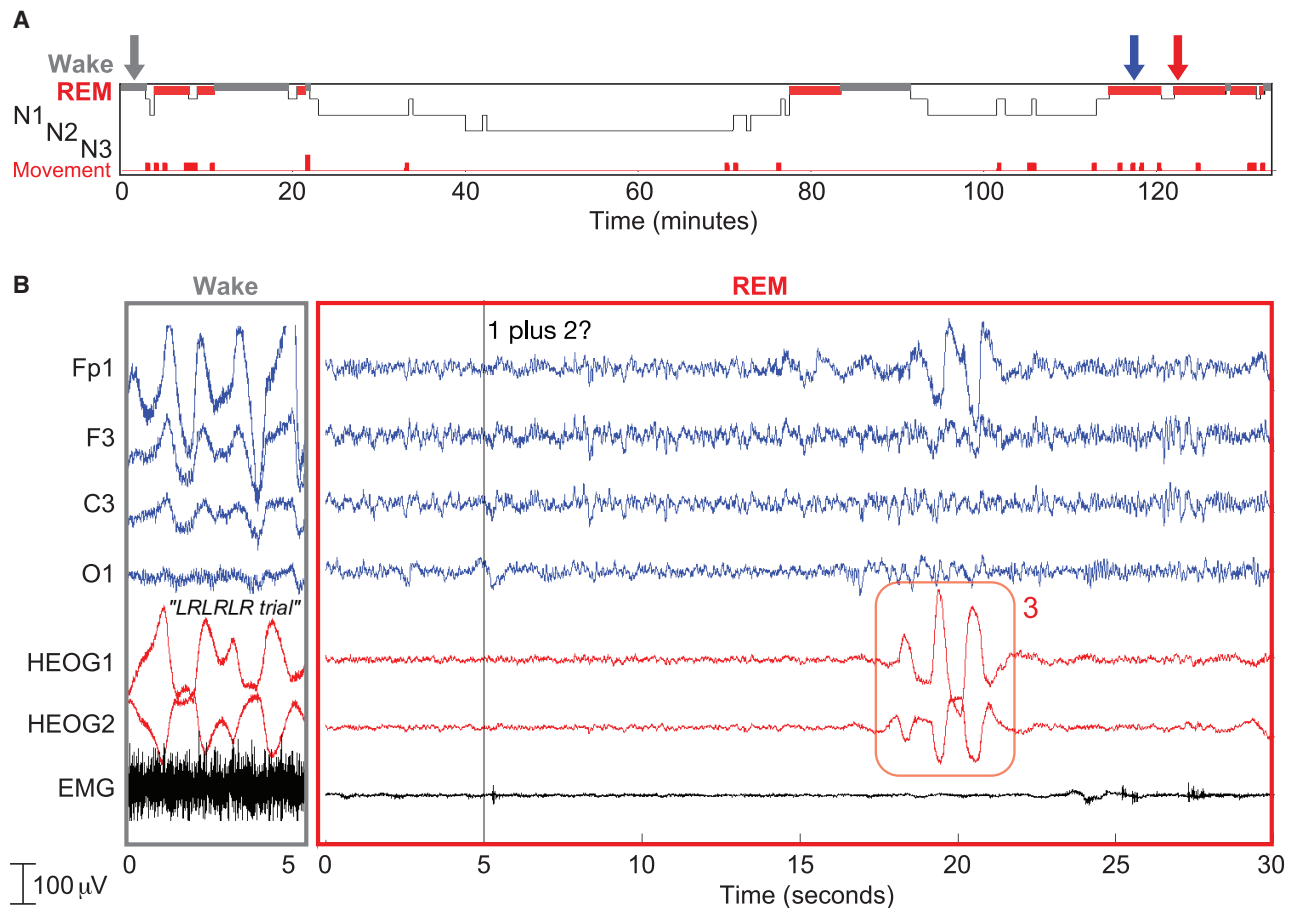 A
Wake
REM
N1
N2
N3
Movement
0 20 40 60 80 100 120
Time (minutes)
B
Wake REM
1 plus 2?
Fp1
F3
C3
O1
"LRLRLR trial"
3
HEOG1
HEOG2
EMG
0 5 0 5 10 15 20 25 30
100 μV
Time (seconds)